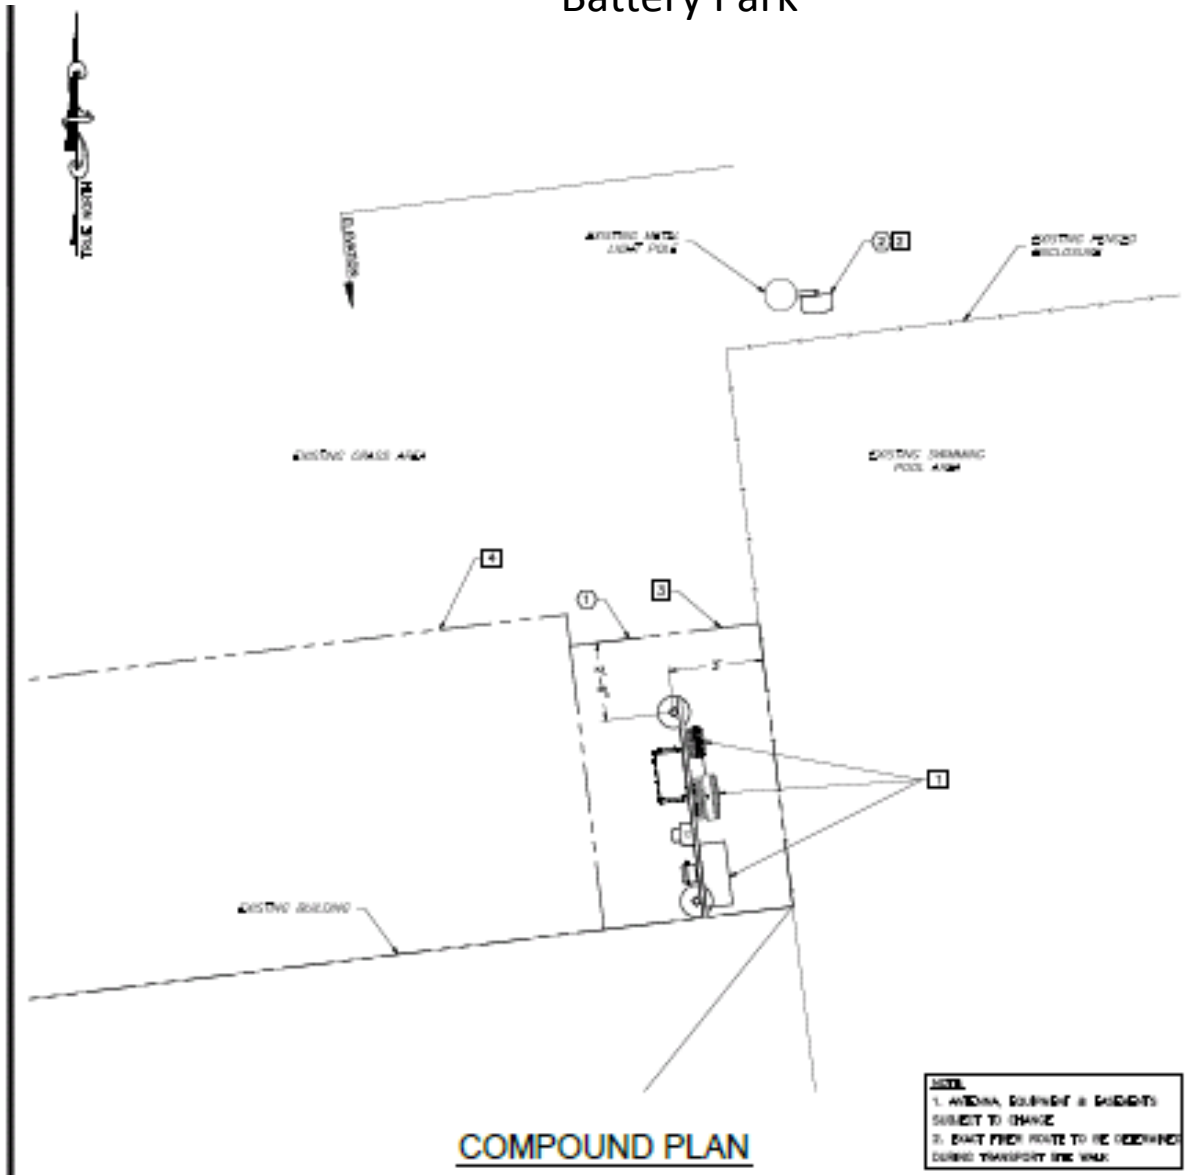 Battery Park
TRUE NORTH
ELEVATION
EXISTING METAL
LIGHT POLE
2 2
EXISTING FENCED
ENCLOSURE
EXISTING GRASS AREA
EXISTING SWIMMING
POOL AREA
4
1
3
1
EXISTING BUILDING
COMPOUND PLAN
NOTE:
1. ANTENNA, EQUIPMENT & EASEMENTS
SUBJECT TO CHANGE
2. EXACT FIBER ROUTE TO BE DETERMINED
DURING TRANSPORT SITE WALK